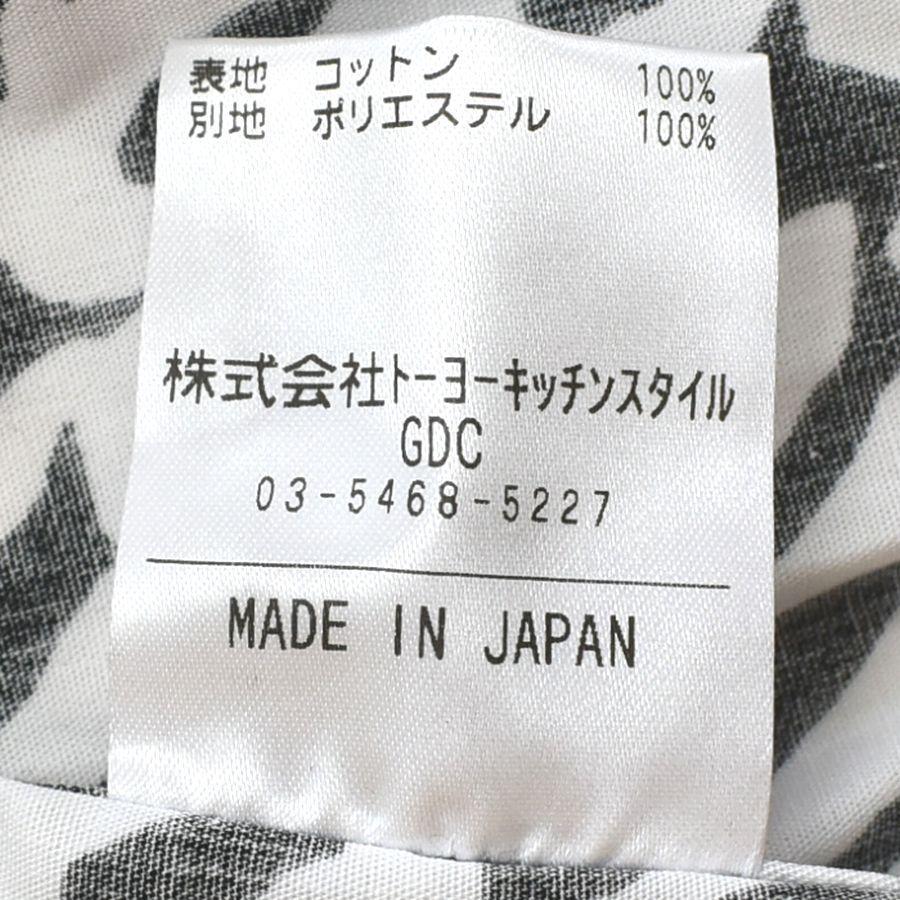 表地 コットン 100%
別地 ポリエステル 100%
株式会社トーヨーキッチンスタイル
GDC
03-5468-5227
MADE IN JAPAN